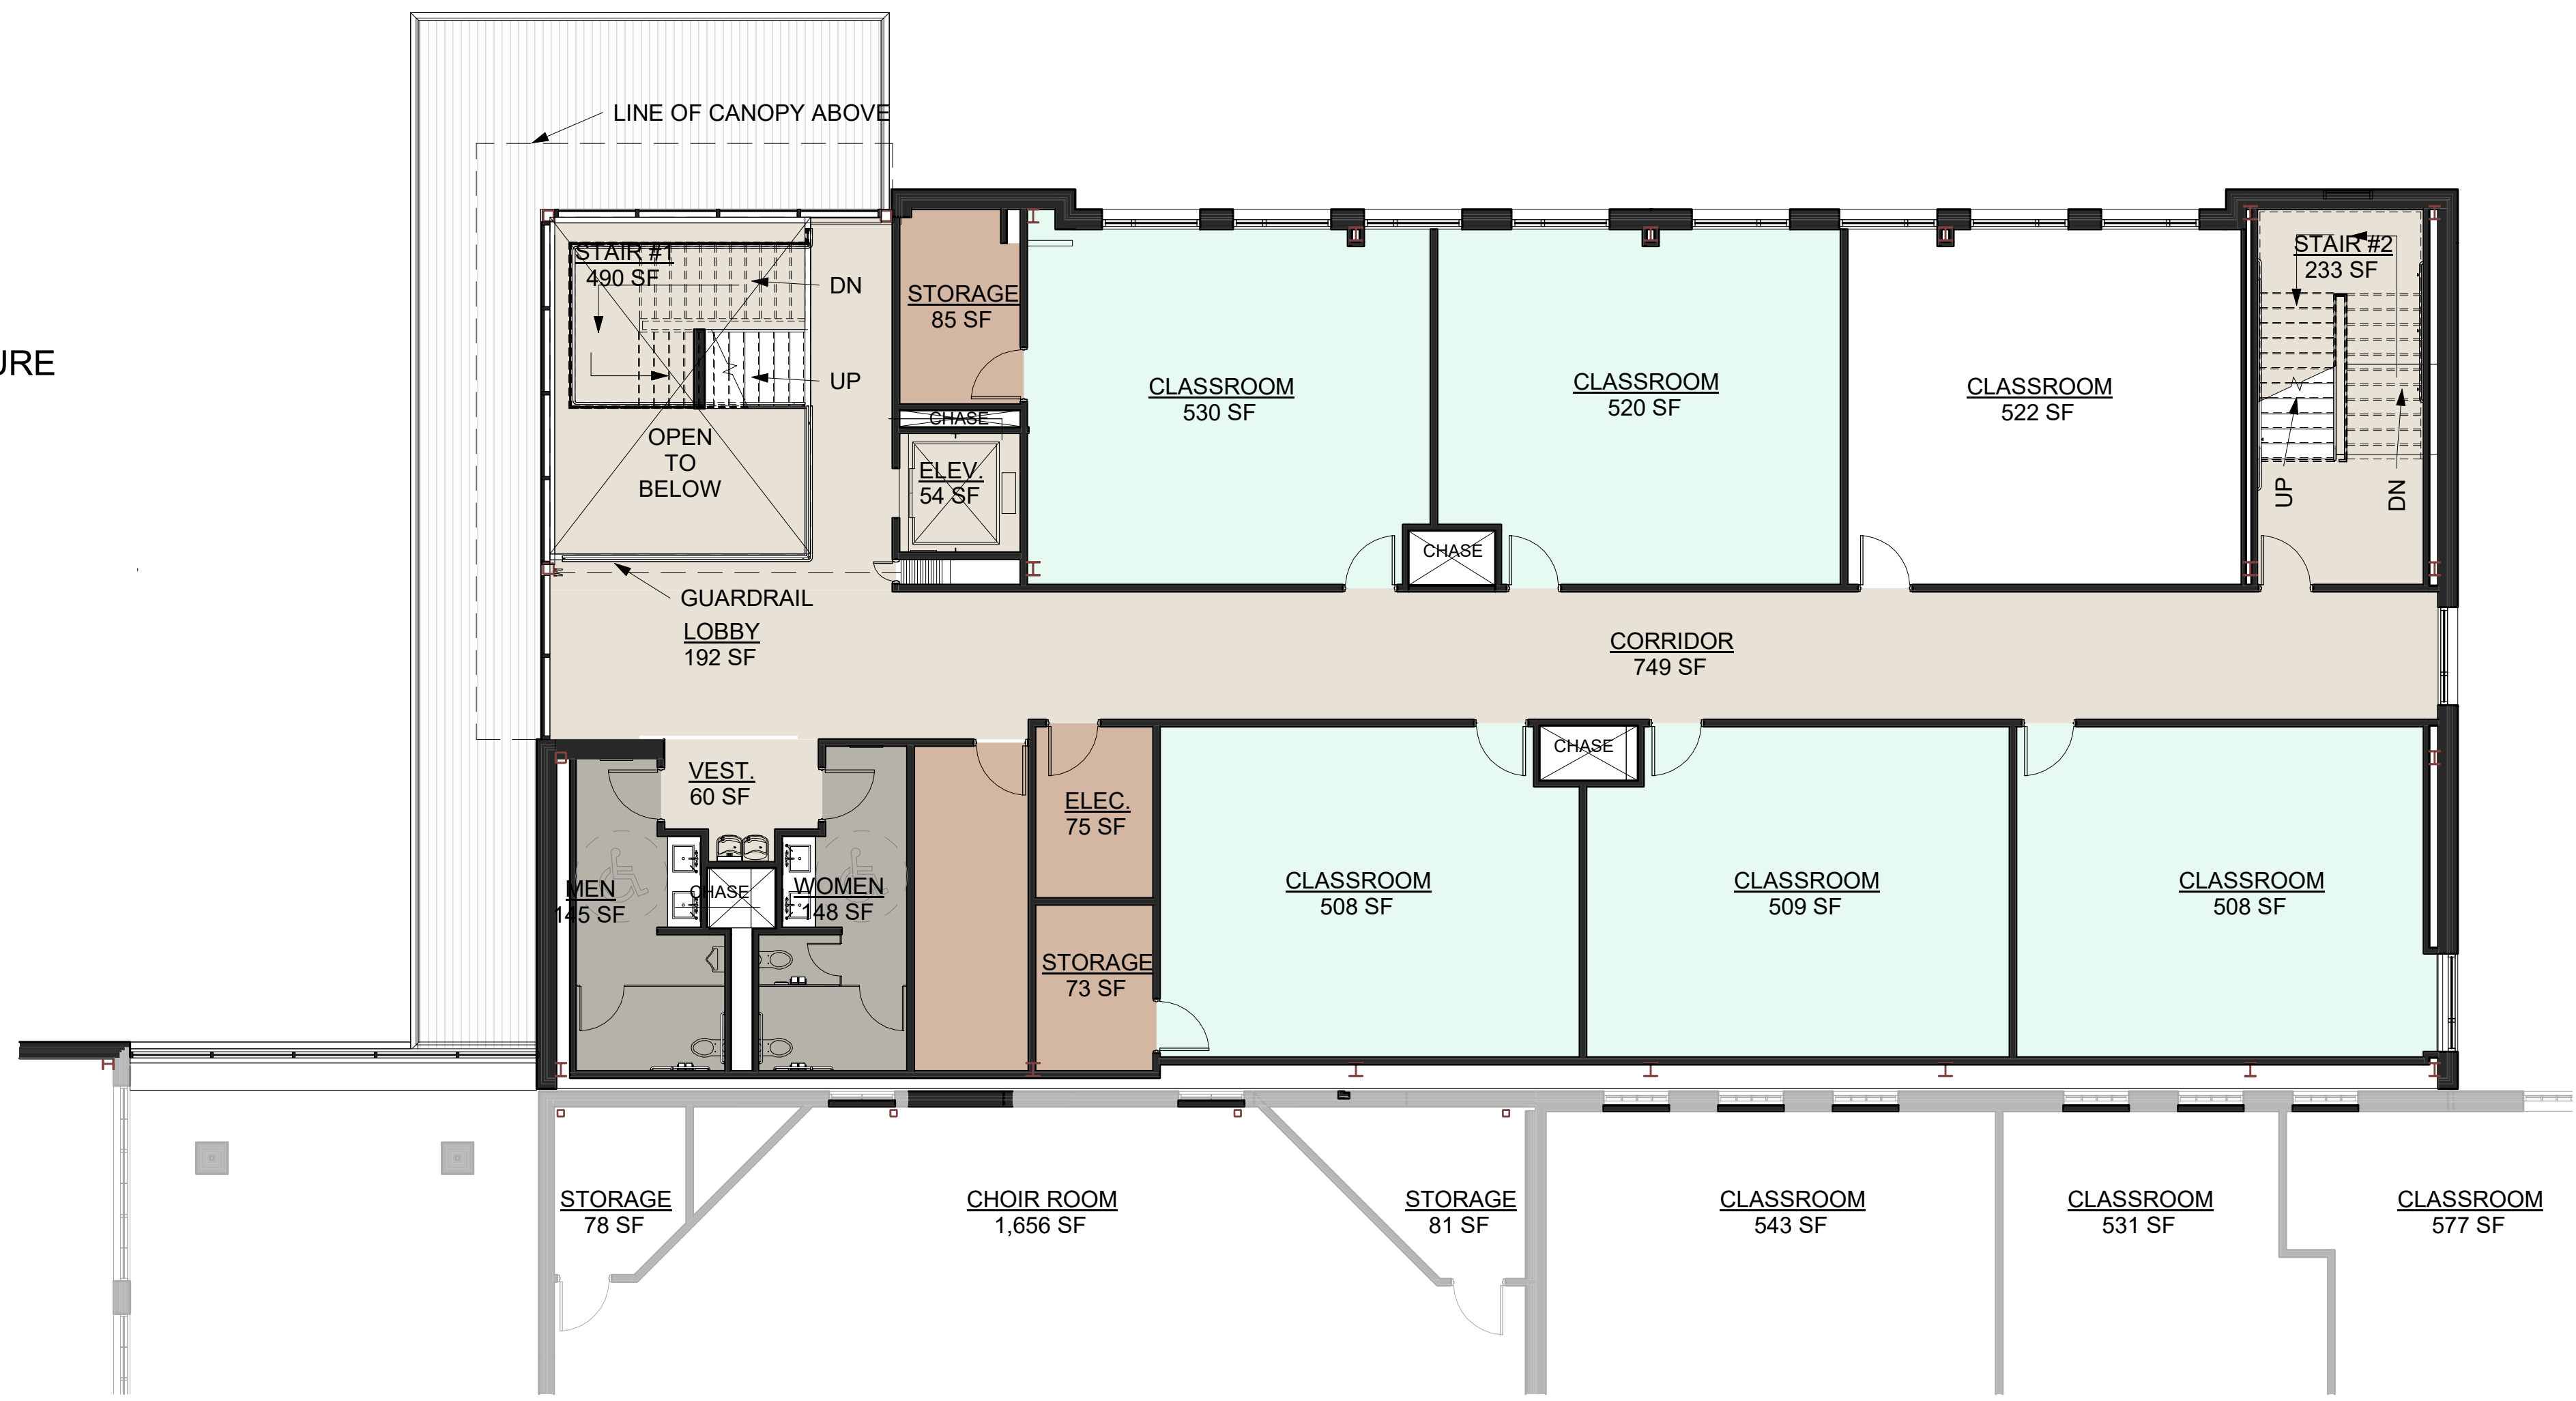 LINE OF CANOPY ABOVE
STAIR #1
490 SF
DN
UP
OPEN
TO
BELOW
STORAGE
85 SF
CHASE
ELEV.
54 SF
CLASSROOM
530 SF
CHASE
CLASSROOM
520 SF
CLASSROOM
522 SF
STAIR #2
233 SF
UP
DN
URE
GUARDRAIL
LOBBY
192 SF
CORRIDOR
749 SF
VEST.
60 SF
MEN
145 SF
CHASE
WOMEN
148 SF
ELEC.
75 SF
STORAGE
73 SF
CLASSROOM
508 SF
CHASE
CLASSROOM
509 SF
CLASSROOM
508 SF
STORAGE
78 SF
CHOIR ROOM
1,656 SF
STORAGE
81 SF
CLASSROOM
543 SF
CLASSROOM
531 SF
CLASSROOM
577 SF